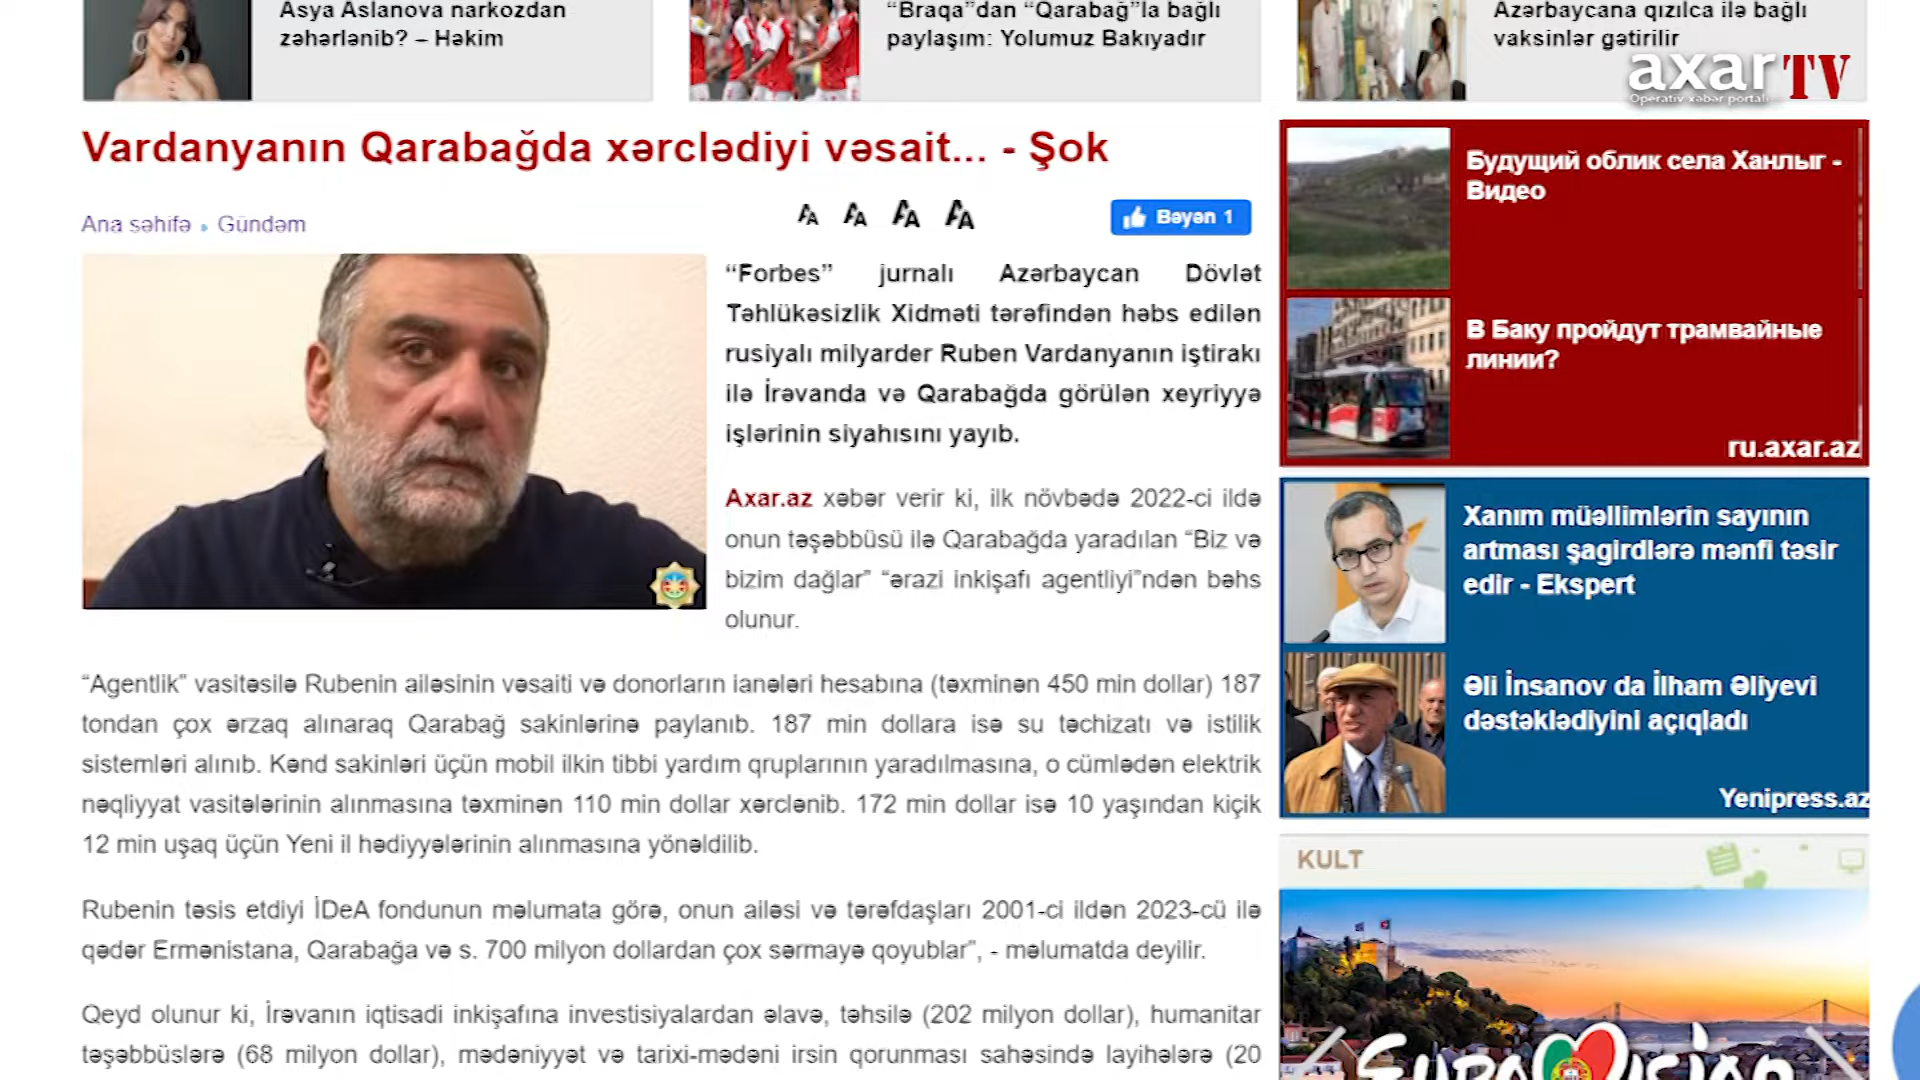 Asya Aslanova narkozdan
zəhərlənib? – Həkim
“Braqa”dan “Qarabağ”la bağlı
paylaşım: Yolumuz Bakıyadır
Azərbaycana qızılca ilə bağlı
vaksinlər gətirilir
axar TV
Operativ xəbər portalı
Vardanyanın Qarabağda xərclədiyi vəsait... - Şok
Ana səhifə • Gündəm
AA AA AA AA
Bəyən 1
“Forbes” jurnalı Azərbaycan Dövlət
Təhlükəsizlik Xidməti tərəfindən həbs edilən
rusiyalı milyarder Ruben Vardanyanın iştirakı
ilə İrəvanda və Qarabağda görülən xeyriyyə
işlərinin siyahısını yayıb.
Axar.az xəbər verir ki, ilk növbədə 2022-ci ildə
onun təşəbbüsü ilə Qarabağda yaradılan “Biz və
bizim dağlar” “ərazi inkişafı agentliyi”ndən bəhs
olunur.
“Agentlik” vasitəsilə Rubenin ailəsinin vəsaiti və donorların ianələri hesabına (təxminən 450 min dollar) 187
tondan çox ərzaq alınaraq Qarabağ sakinlərinə paylanıb. 187 min dollara isə su təchizatı və istilik
sistemləri alınıb. Kənd sakinləri üçün mobil ilkin tibbi yardım qruplarının yaradılmasına, o cümlədən elektrik
nəqliyyat vasitələrinin alınmasına təxminən 110 min dollar xərclənib. 172 min dollar isə 10 yaşından kiçik
12 min uşaq üçün Yeni il hədiyyələrinin alınmasına yönəldilib.
Rubenin təsis etdiyi İDeA fondunun məlumata görə, onun ailəsi və tərəfdaşları 2001-ci ildən 2023-cü ilə
qədər Ermənistana, Qarabağa və s. 700 milyon dollardan çox sərmayə qoyublar”, - məlumatda deyilir.
Qeyd olunur ki, İrəvanın iqtisadi inkişafına investisiyalardan əlavə, təhsilə (202 milyon dollar), humanitar
təşəbbüslərə (68 milyon dollar), mədəniyyət və tarixi-mədəni irsin qorunması sahəsində layihələrə (20
Будущий облик села Ханлыг -
Видео
В Баку пройдут трамвайные
линии?
ru.axar.az
Xanım müəllimlərin sayının
artması şagirdlərə mənfi təsir
edir - Ekspert
Əli İnsanov da İlham Əliyevi
dəstəklədiyini açıqladı
Yenipress.az
KULT
EUROVISION